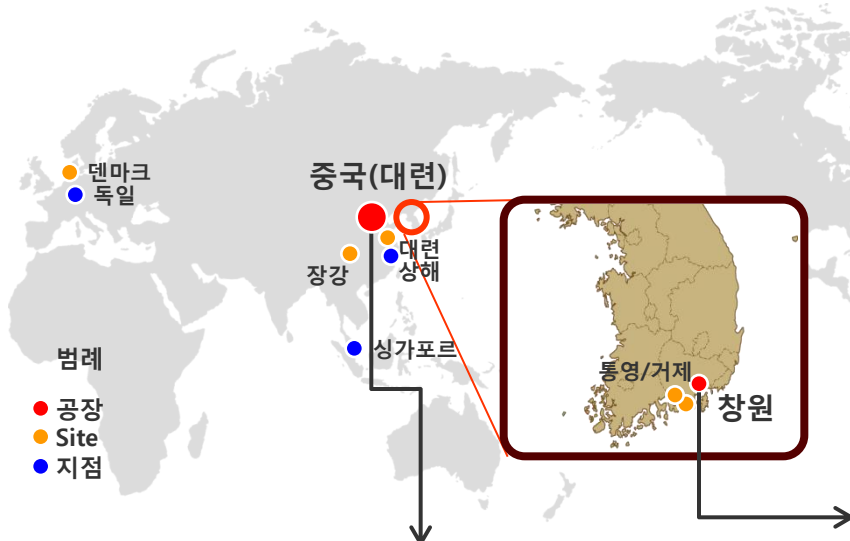 중국(대련)
덴마크
독일
대련
상해
장강
싱가포르
통영/거제
창원
범례
공장
Site
지점